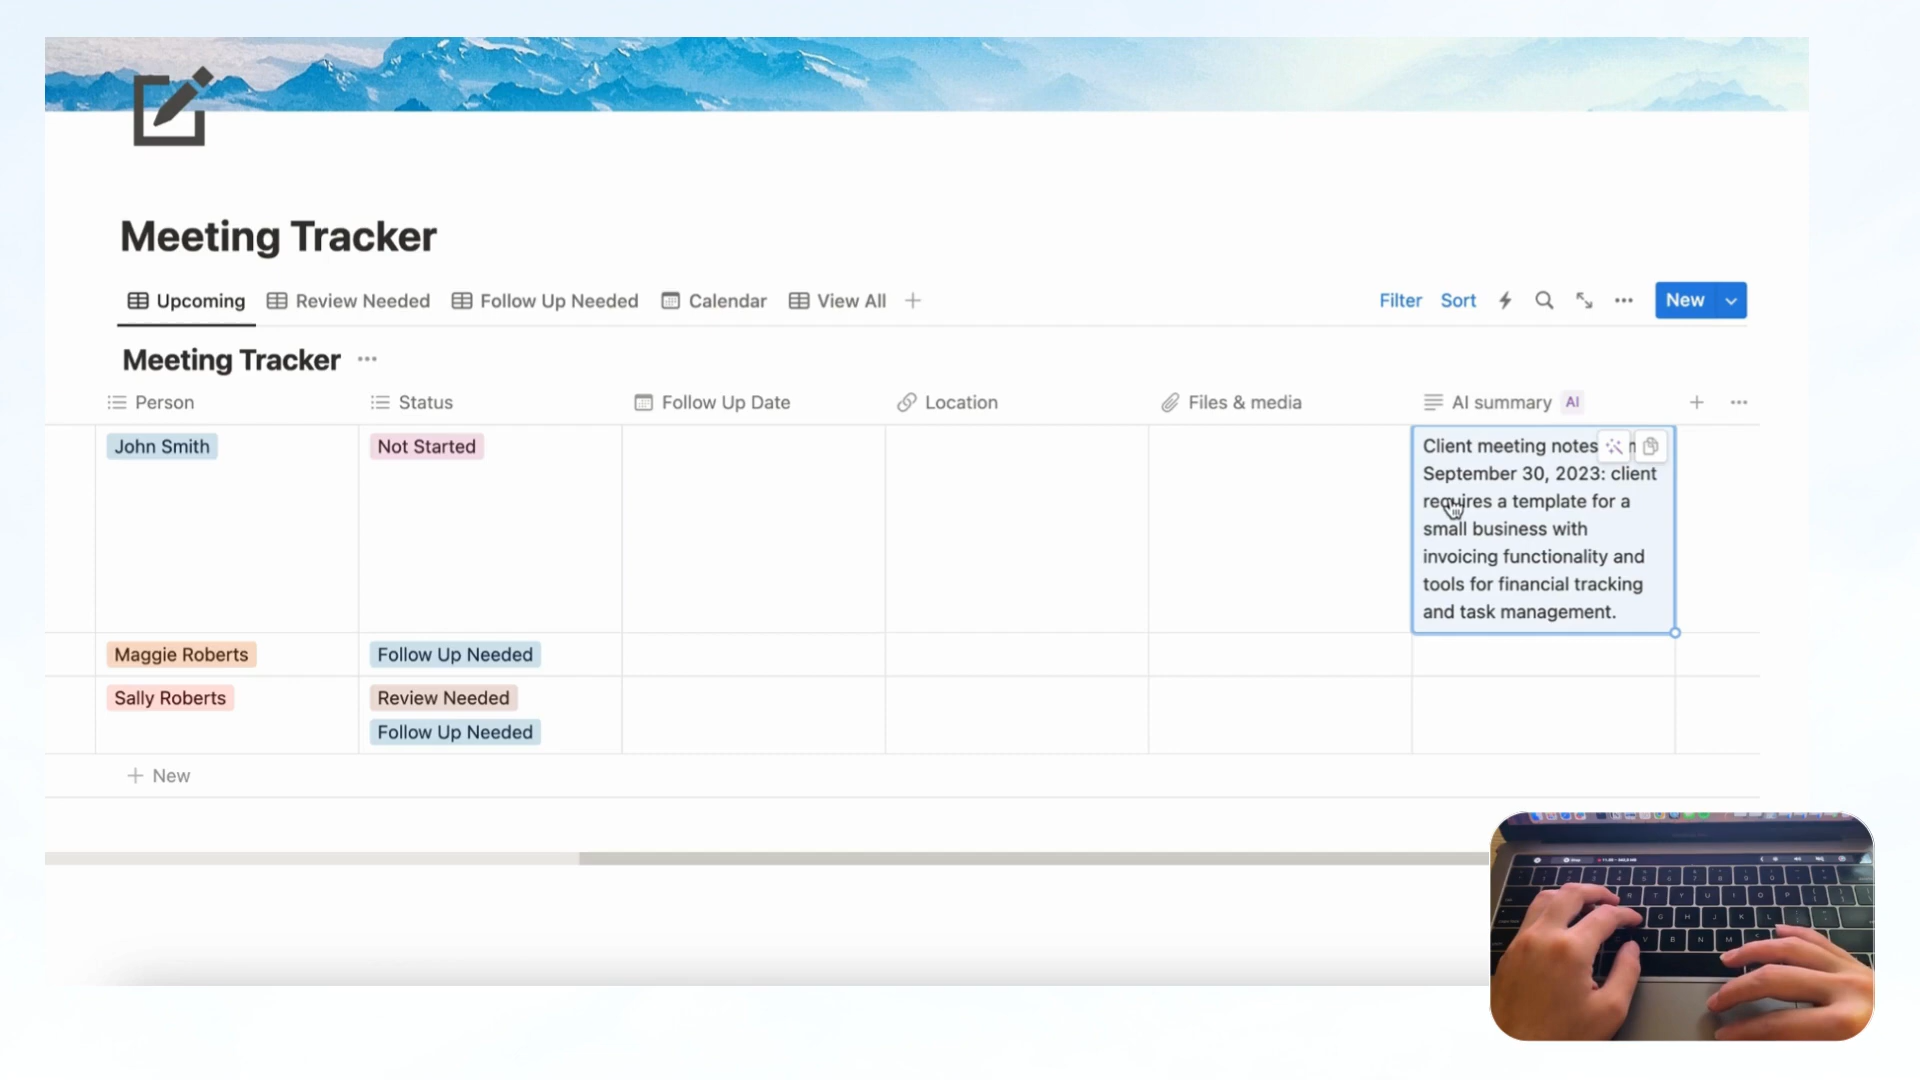 Meeting Tracker
Upcoming Review Needed Follow Up Needed Calendar View All
Filter Sort New
Meeting Tracker
Person Status Follow Up Date Location Files & media AI summary AI
John Smith Not Started
Client meeting notes
September 30, 2023: client
requires a template for a
small business with
invoicing functionality and
tools for financial tracking
and task management.
Maggie Roberts Follow Up Needed
Sally Roberts Review Needed
Follow Up Needed
New